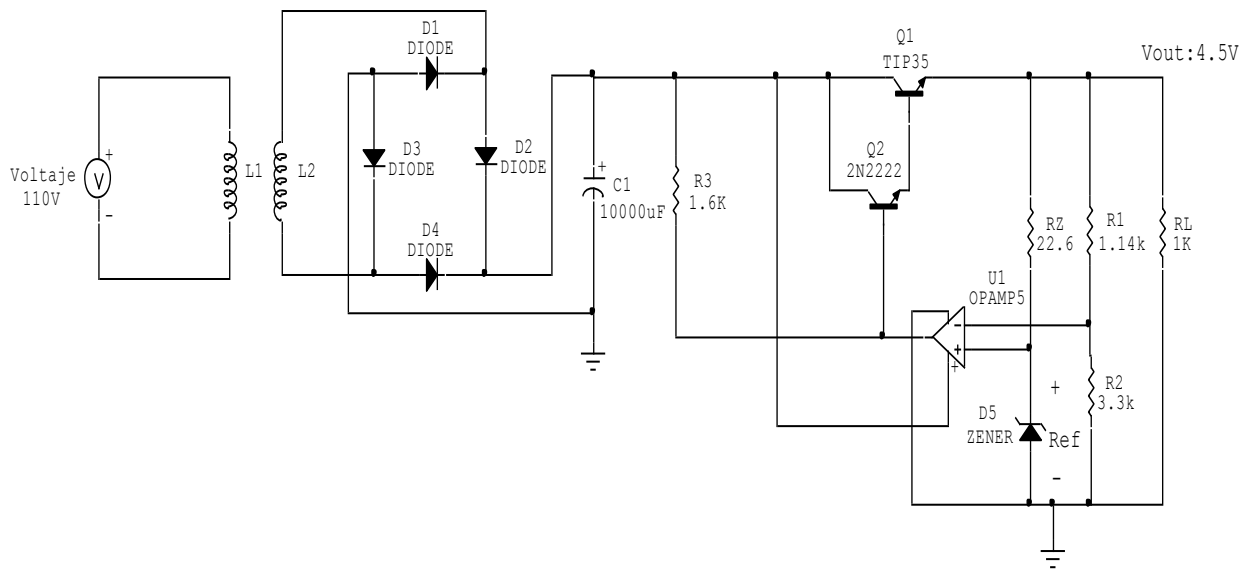 Voltaje
110V
+
V
-
L1
L2
D1
DIODE
D3
DIODE
D2
DIODE
D4
DIODE
+
C1
10000uF
R3
1.6K
Q1
TIP35
Q2
2N2222
Vout:4.5V
RZ
22.6
R1
1.14k
RL
1K
U1
OPAMP5
-
+
+
D5
ZENER
+
Ref
-
R2
3.3k